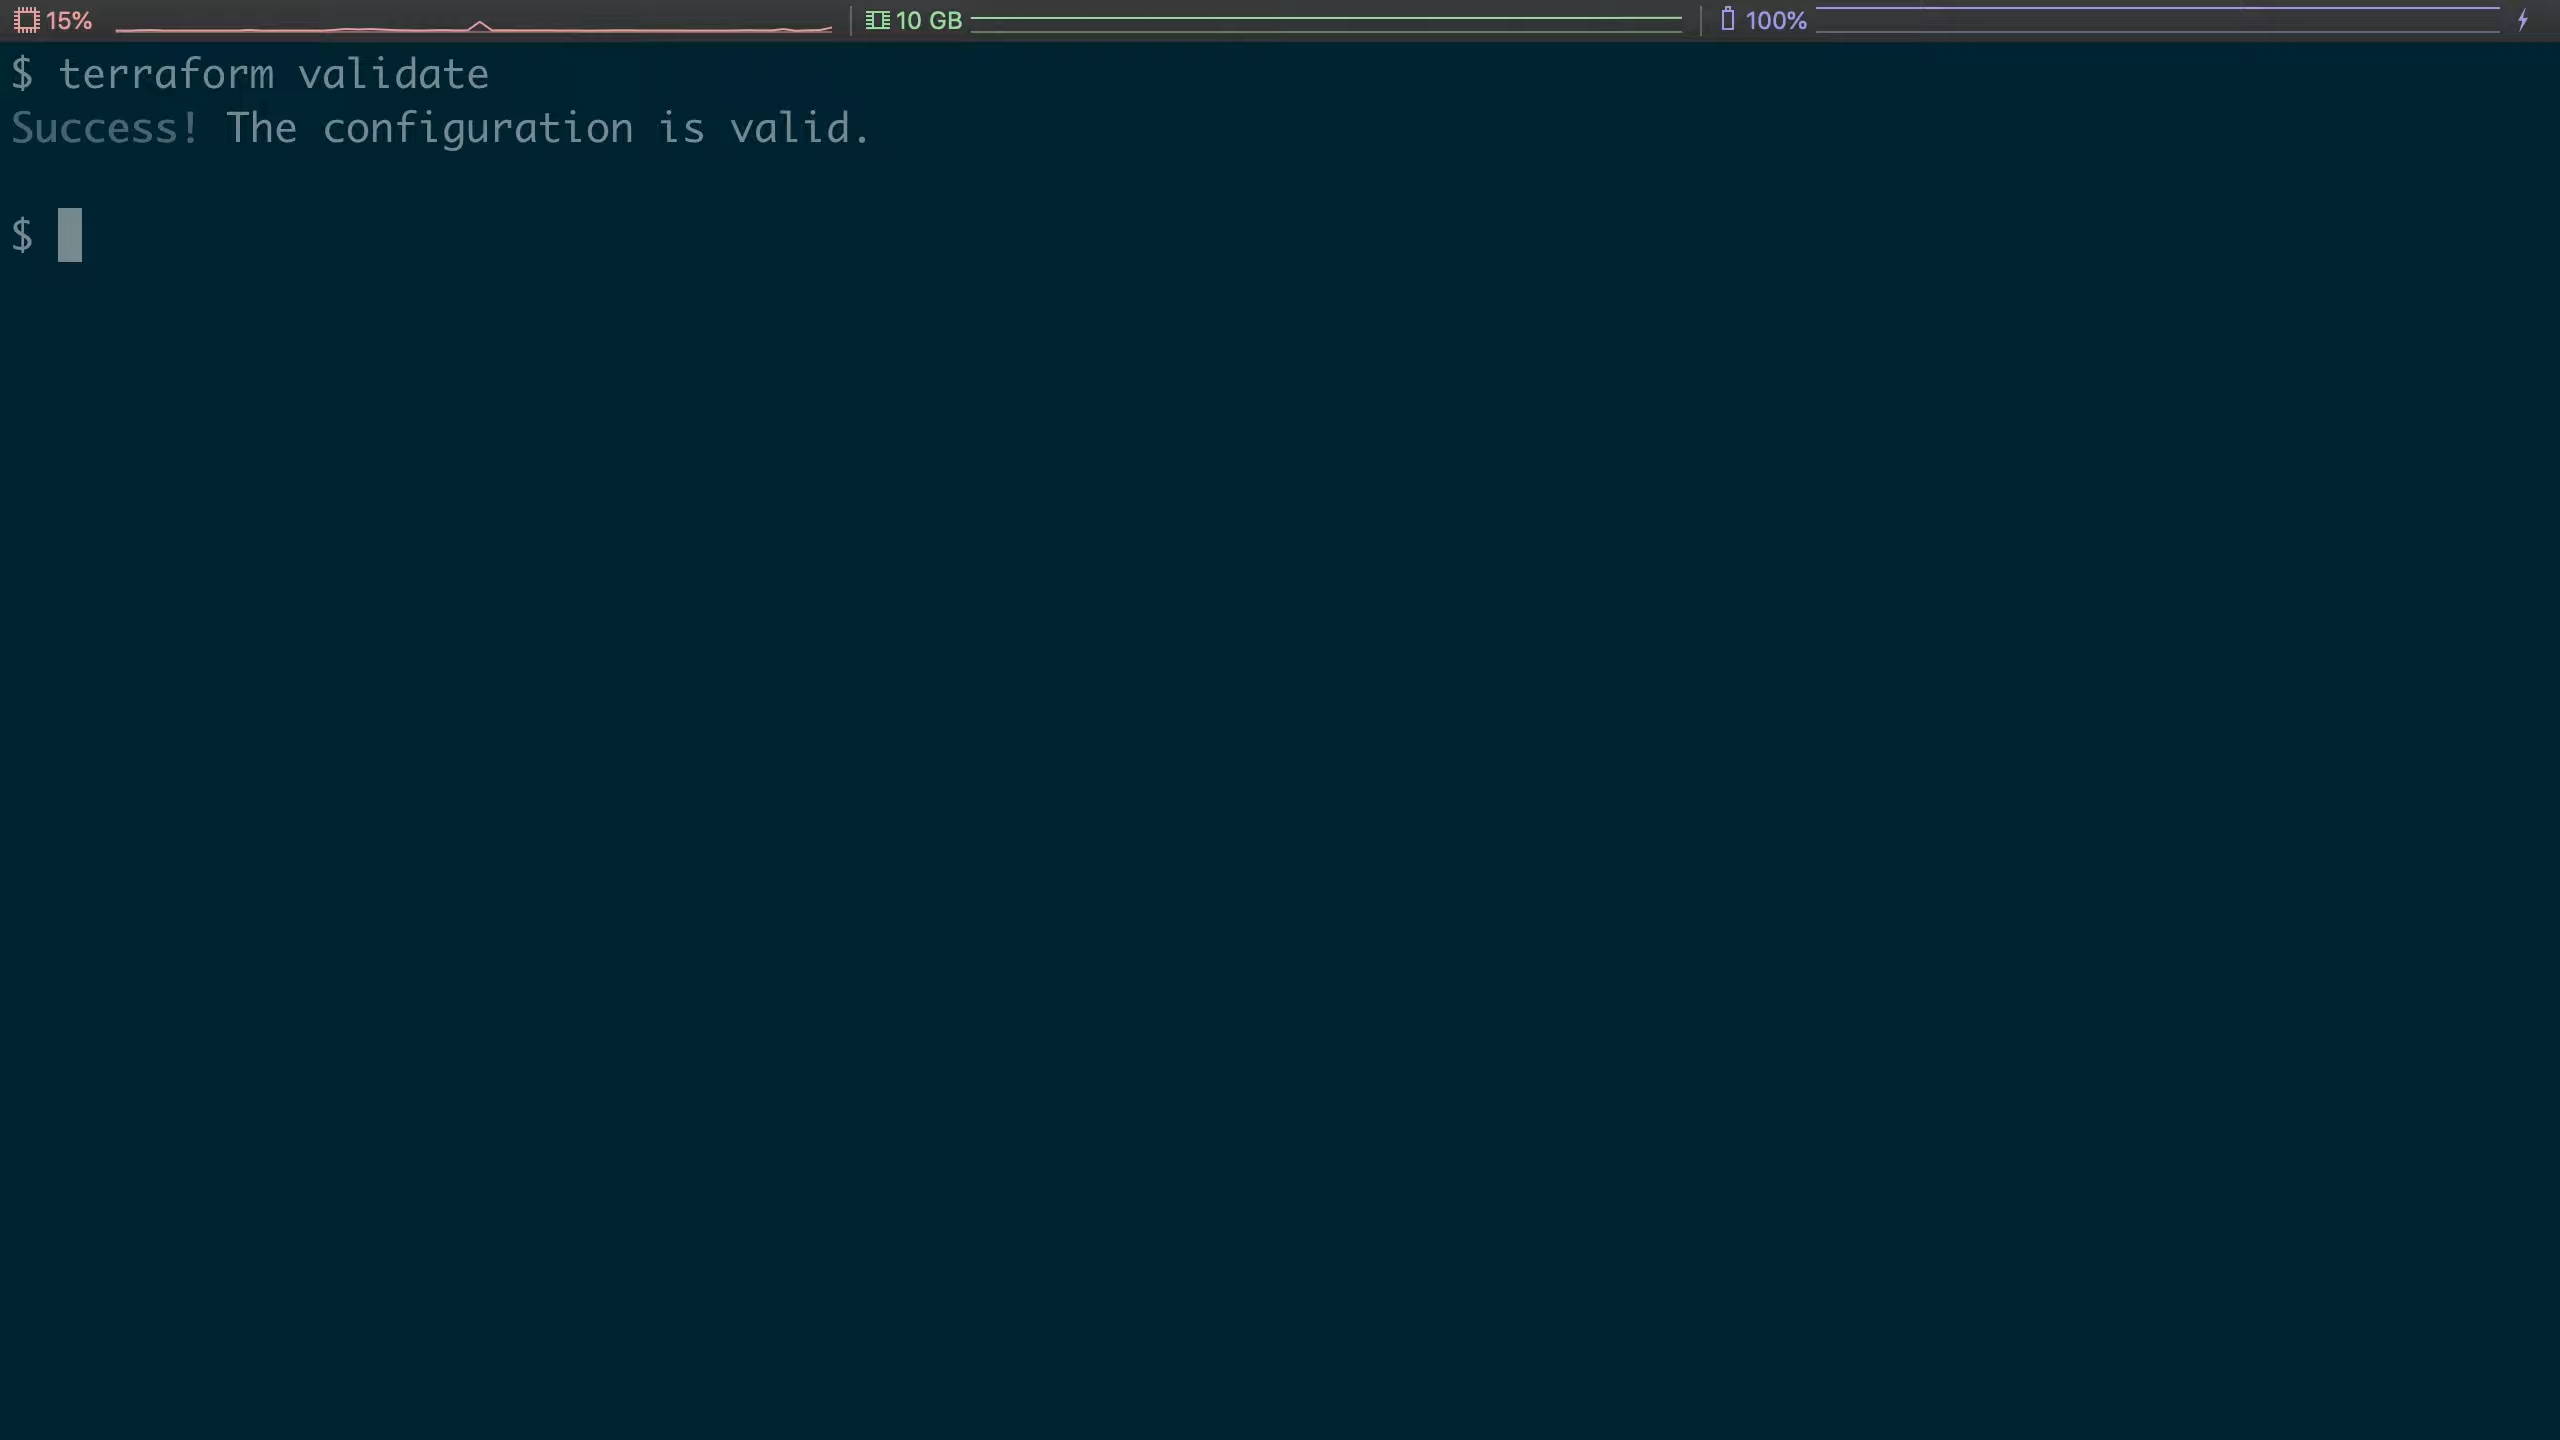 15% 10 GB 100%
$ terraform validate
Success! The configuration is valid.
$